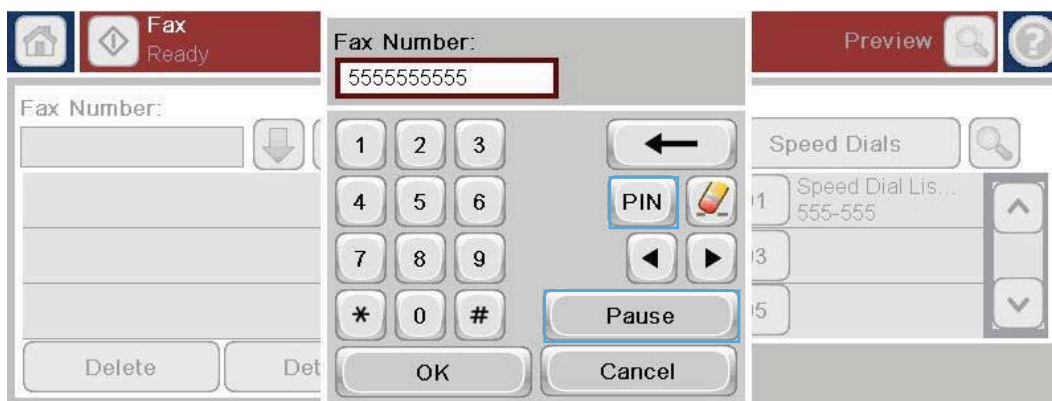 Fax
Ready
Preview
Fax Number:
Speed Dials
Speed Dial Lis...
555-555
Delete
Fax Number:
5555555555
1 2 3
4 5 6 PIN
7 8 9
* 0 # Pause
OK Cancel